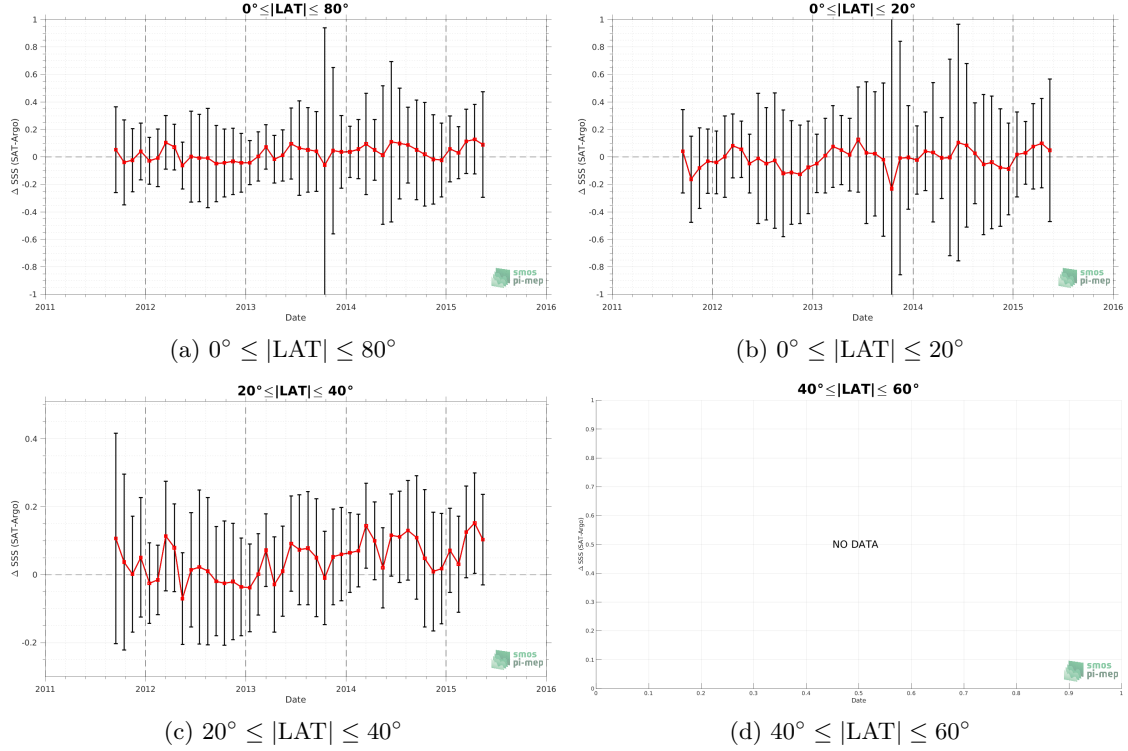 0°≤|LAT|≤ 80°
Δ SSS (SAT-Argo)
1
0.8
0.6
0.4
0.2
0
-0.2
-0.4
-0.6
-0.8
-1
2011
2012
2013
2014
2015
2016
Date
smos
pi-mep
(a) 0° ≤ |LAT| ≤ 80°
0°≤|LAT|≤ 20°
Δ SSS (SAT-Argo)
1
0.8
0.6
0.4
0.2
0
-0.2
-0.4
-0.6
-0.8
-1
2011
2012
2013
2014
2015
2016
Date
smos
pi-mep
(b) 0° ≤ |LAT| ≤ 20°
20°≤|LAT|≤ 40°
Δ SSS (SAT-Argo)
0.4
0.2
0
-0.2
2011
2012
2013
2014
2015
2016
Date
smos
pi-mep
(c) 20° ≤ |LAT| ≤ 40°
40°≤|LAT|≤ 60°
Δ SSS (SAT-Argo)
1
0.9
0.8
0.7
0.6
0.5
0.4
0.3
0.2
0.1
0
NO DATA
0
0.1
0.2
0.3
0.4
0.5
0.6
0.7
0.8
0.9
1
Date
smos
pi-mep
(d) 40° ≤ |LAT| ≤ 60°